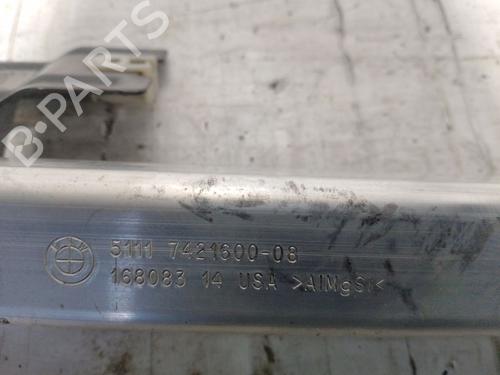 B-PARTS
5111 7421600-08
168083 14 USA >AlMgSi<